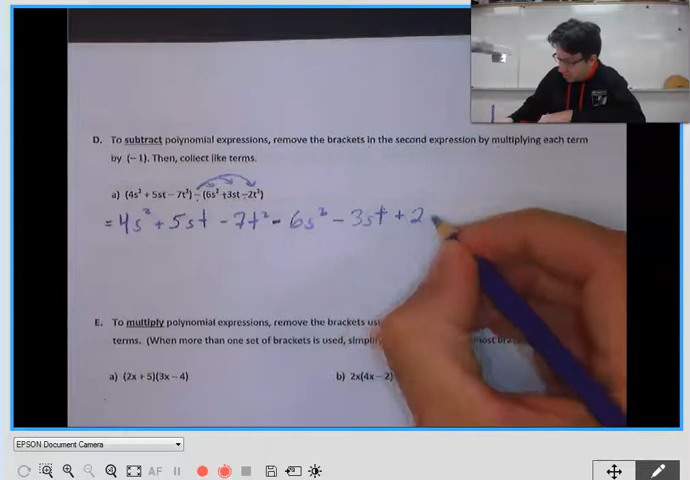 D. To subtract polynomial expressions, remove the brackets in the second expression by multiplying each term
by (−1). Then, collect like terms.
a) (4s² + 5st − 7t²) − (6s² +3st −2t²)
= 4s² + 5st − 7t² − 6s² − 3st + 2
E. To multiply polynomial expressions, remove the brackets
terms. (When more than one set of brackets is used,
a) (2x + 5)(3x − 4)
b) 2x(4x − 2)
EPSON Document Camera
AF